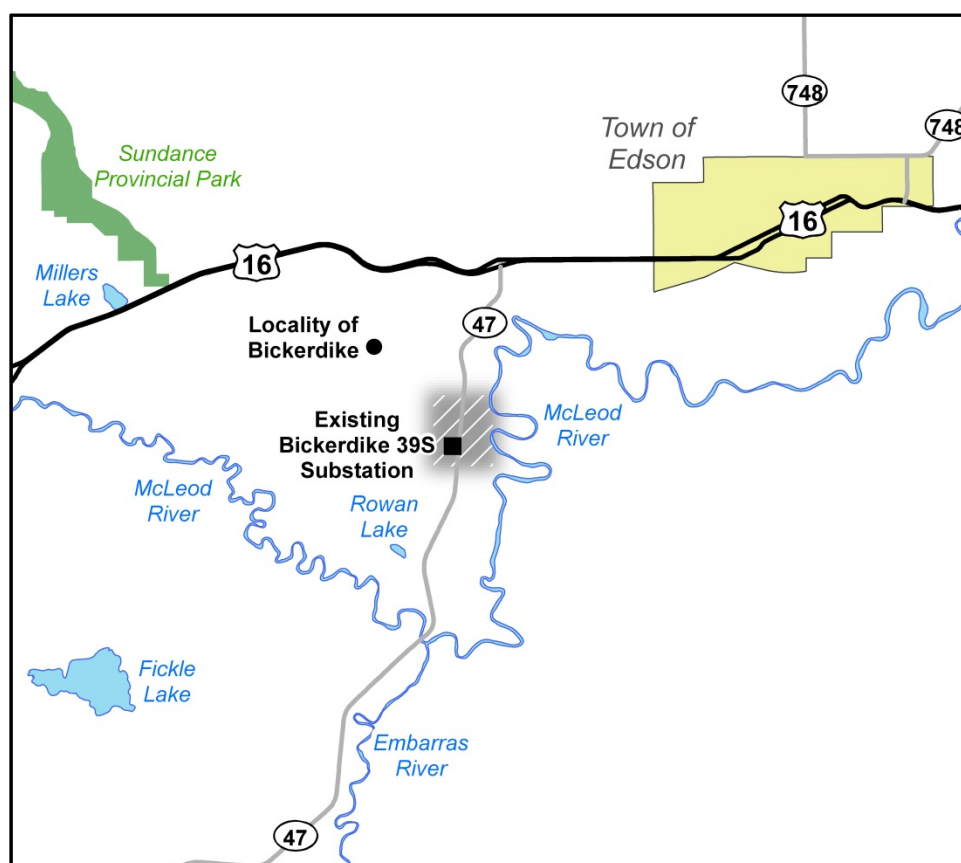 748
748
Town of
Edson
Sundance
Provincial Park
16
16
Millers
Lake
47
Locality of
Bickerdike
McLeod
River
Existing
Bickerdike 39S
Substation
McLeod
River
Rowan
Lake
Fickle
Lake
Embarras
River
47